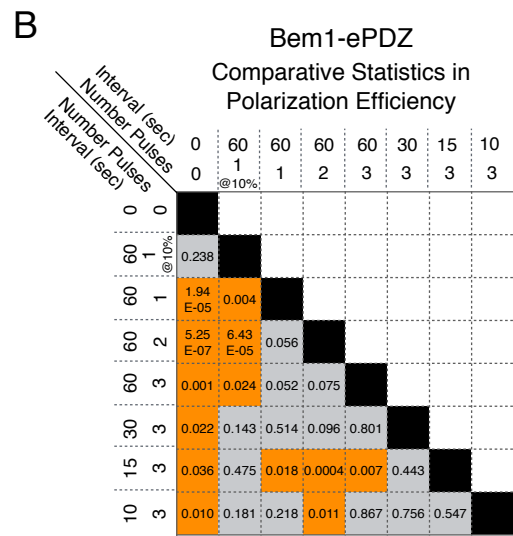 B
Bem1-ePDZ
Comparative Statistics in
Polarization Efficiency
Interval (sec)
Number Pulses
Number Pulses
Interval (sec)
0 60 60 60 60 30 15 10
0 1 1 2 3 3 3 3
@10%
0 0
60 1 @10% 0.238
60 1 1.94 E-05 0.004
60 2 5.25 E-07 6.43 E-05 0.056
60 3 0.001 0.024 0.052 0.075
30 3 0.022 0.143 0.514 0.096 0.801
15 3 0.036 0.475 0.018 0.0004 0.007 0.443
10 3 0.010 0.181 0.218 0.011 0.867 0.756 0.547